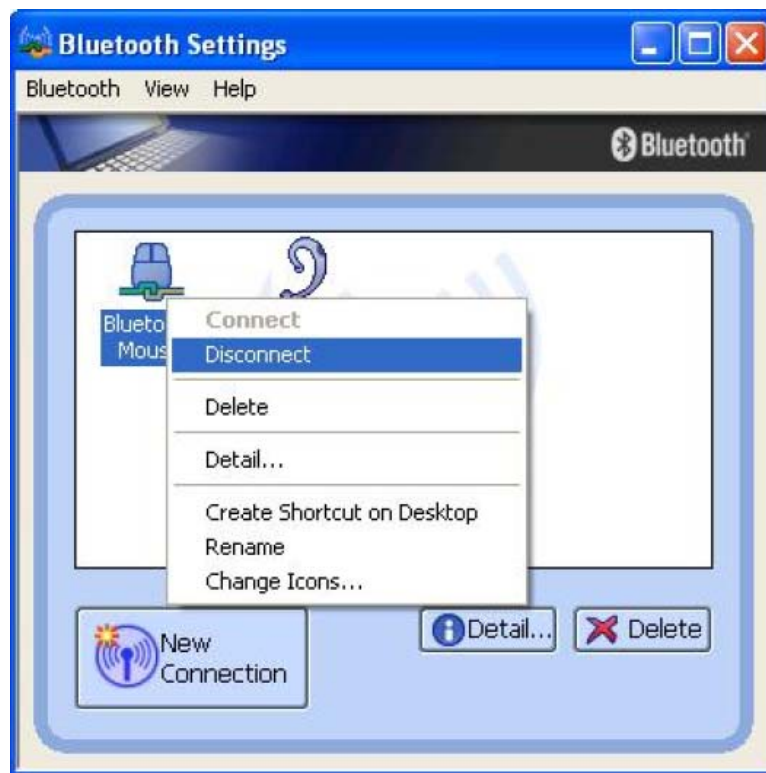 Bluetooth Settings
Bluetooth View Help
Bluetooth
Connect
Disconnect
Delete
Detail...
Create Shortcut on Desktop
Rename
Change Icons...
New
Connection
Detail...
Delete